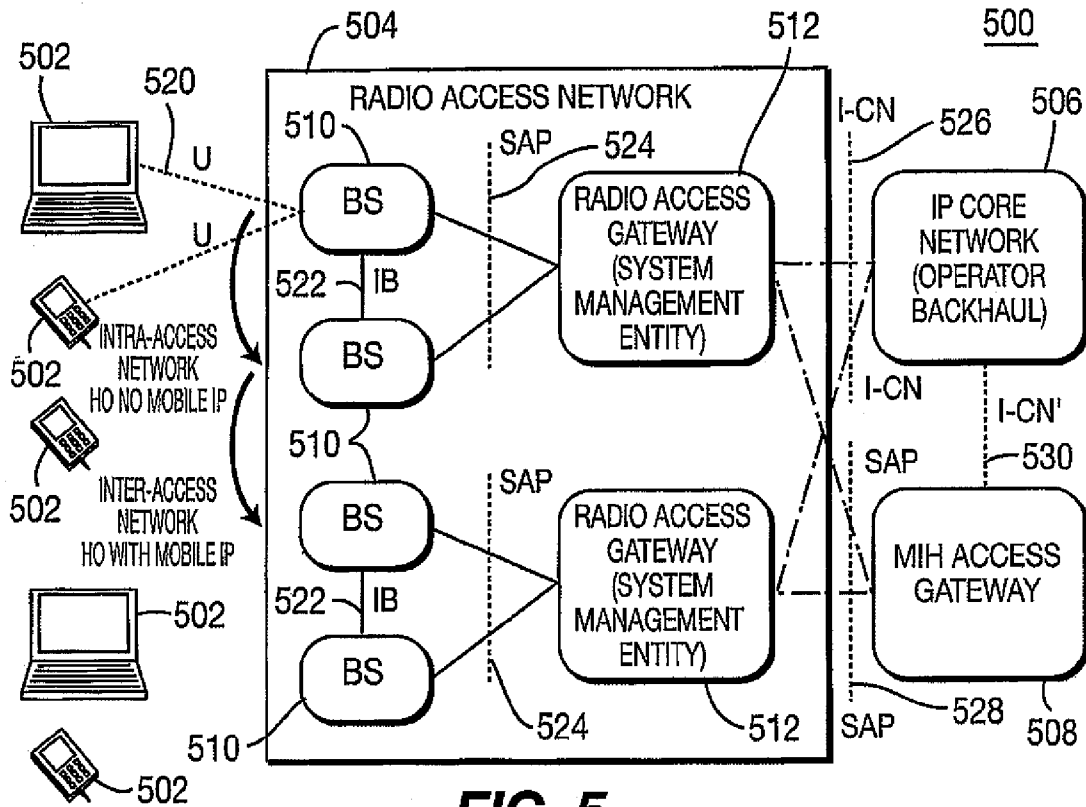 500
504
512
502
520
RADIO ACCESS NETWORK
I-CN
526
506
510
SAP
524
U
BS
RADIO ACCESS
GATEWAY
(SYSTEM
MANAGEMENT
ENTITY)
IP CORE
NETWORK
(OPERATOR
BACKHAUL)
U
522
IB
502
INTRA-ACCESS
NETWORK
HO NO MOBILE IP
BS
I-CN
I-CN'
530
502
510
SAP
SAP
INTER-ACCESS
NETWORK
HO WITH MOBILE IP
BS
RADIO ACCESS
GATEWAY
(SYSTEM
MANAGEMENT
ENTITY)
MIH ACCESS
GATEWAY
502
522
IB
BS
510
524
512
SAP
528
508
502
FIG. 5